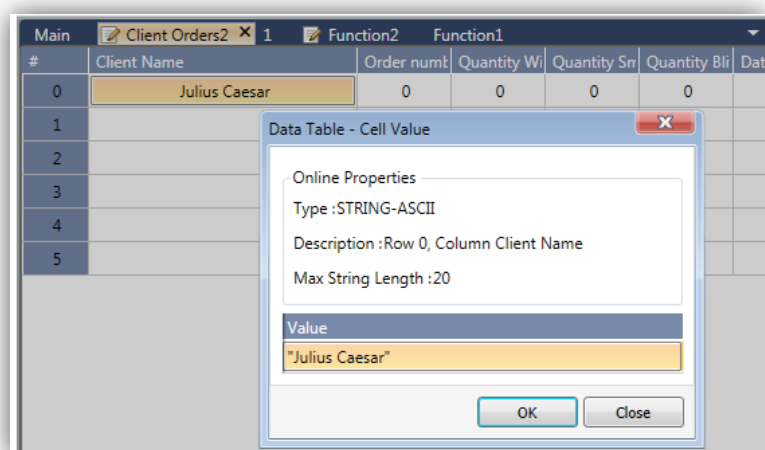 Main Client Orders2 1 Function2 Function1
# Client Name Order numb Quantity Wi Quantity Sm Quantity Bli Dat
0 Julius Caesar 0 0 0 0
1
2
3
4
5
Data Table - Cell Value
Online Properties
Type :STRING-ASCII
Description :Row 0, Column Client Name
Max String Length :20
Value
"Julius Caesar"
OK Close